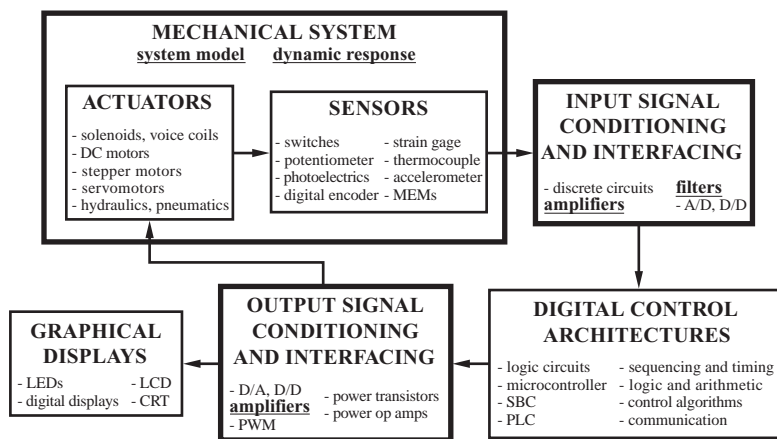 MECHANICAL SYSTEM
system model dynamic response
ACTUATORS
- solenoids, voice coils
- DC motors
- stepper motors
- servomotors
- hydraulics, pneumatics
SENSORS
- switches - strain gage
- potentiometer - thermocouple
- photoelectrics - accelerometer
- digital encoder - MEMs
INPUT SIGNAL
CONDITIONING
AND INTERFACING
- discrete circuits filters
amplifiers - A/D, D/D
GRAPHICAL
DISPLAYS
- LEDs - LCD
- digital displays - CRT
OUTPUT SIGNAL
CONDITIONING
AND INTERFACING
- D/A, D/D - power transistors
amplifiers - power op amps
- PWM
DIGITAL CONTROL
ARCHITECTURES
- logic circuits - sequencing and timing
- microcontroller - logic and arithmetic
- SBC - control algorithms
- PLC - communication